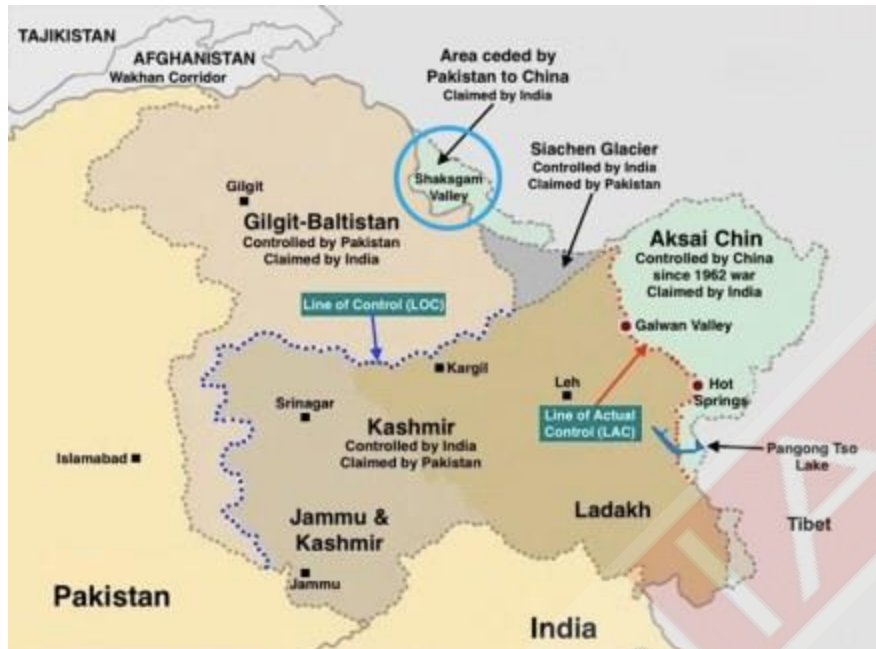 TAJIKISTAN
AFGHANISTAN
Wakhan Corridor
Area ceded by
Pakistan to China
Claimed by India
Siachen Glacier
Controlled by India
Claimed by Pakistan
Shaksgam
Valley
Gilgit
Gilgit-Baltistan
Controlled by Pakistan
Claimed by India
Aksai Chin
Controlled by China
since 1962 war
Claimed by India
Line of Control (LOC)
Galwan Valley
Kargil
Leh
Hot
Springs
Srinagar
Line of Actual
Control (LAC)
Kashmir
Controlled by India
Claimed by Pakistan
Islamabad
Pangong Tso
Lake
Jammu &
Kashmir
Ladakh
Tibet
Jammu
Pakistan
India